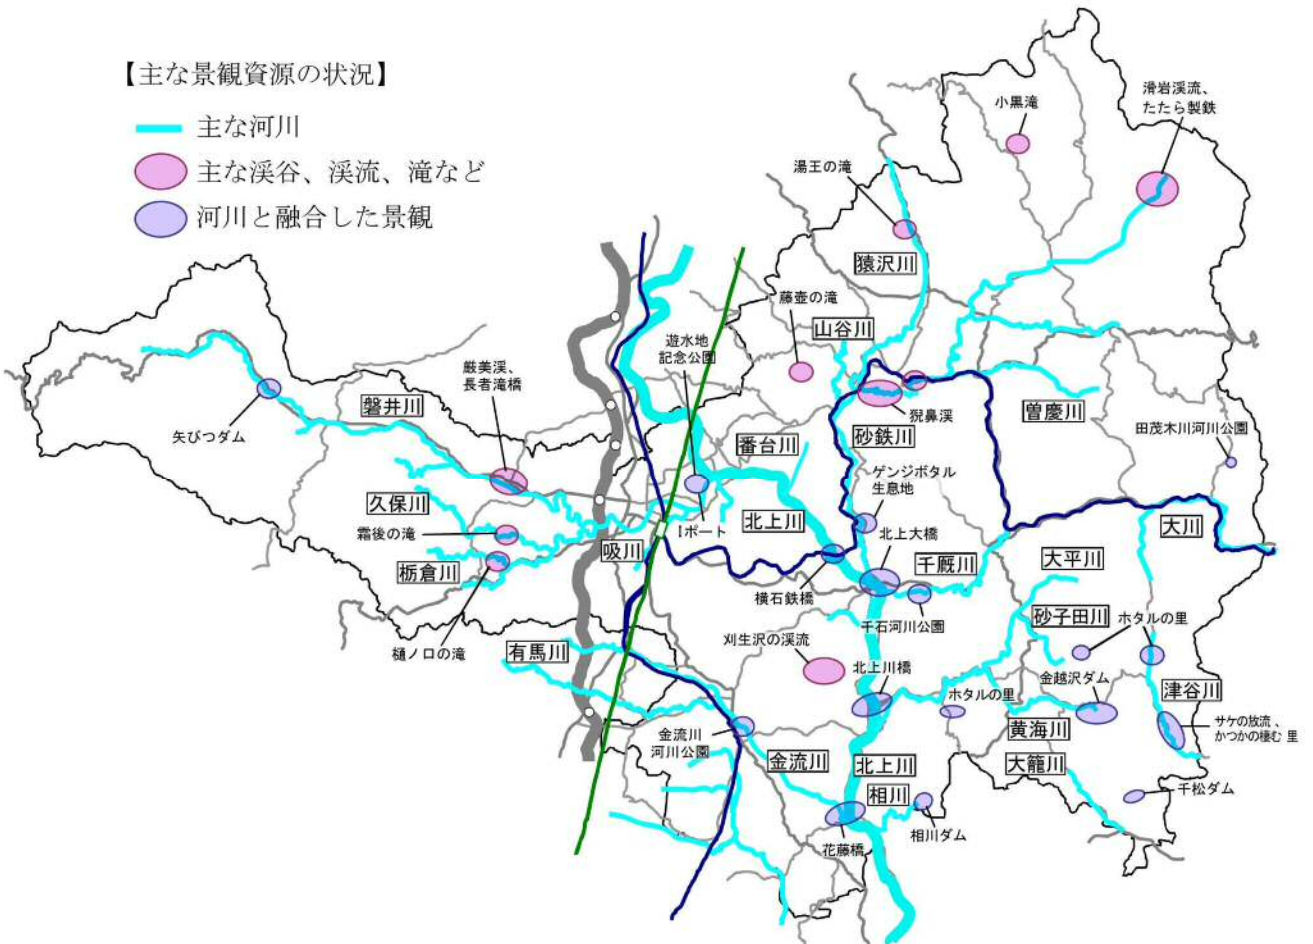 【主な景観資源の状況】
主な河川
主な渓谷、渓流、滝など
河川と融合した景観
小黒滝
滑岩渓流、
たたら製鉄
湯王の滝
猿沢川
藤壺の滝
山谷川
遊水地
記念公園
厳美渓、
長者滝橋
磐井川
矢びつダム
猊鼻渓
曽慶川
田茂木川河川公園
番台川
砂鉄川
ゲンジボタル
生息地
久保川
霜後の滝
Iポート
北上川
北上大橋
大川
吸川
千厩川
大平川
栃倉川
横石鉄橋
千石河川公園
砂子田川
ホタルの里
樋ノ口の滝
有馬川
刈生沢の渓流
北上川橋
金越沢ダム
津谷川
ホタルの里
黄海川
サケの放流、
かつかの棲む里
金流川
河川公園
金流川
北上川
大籠川
相川
千松ダム
相川ダム
花藤橋